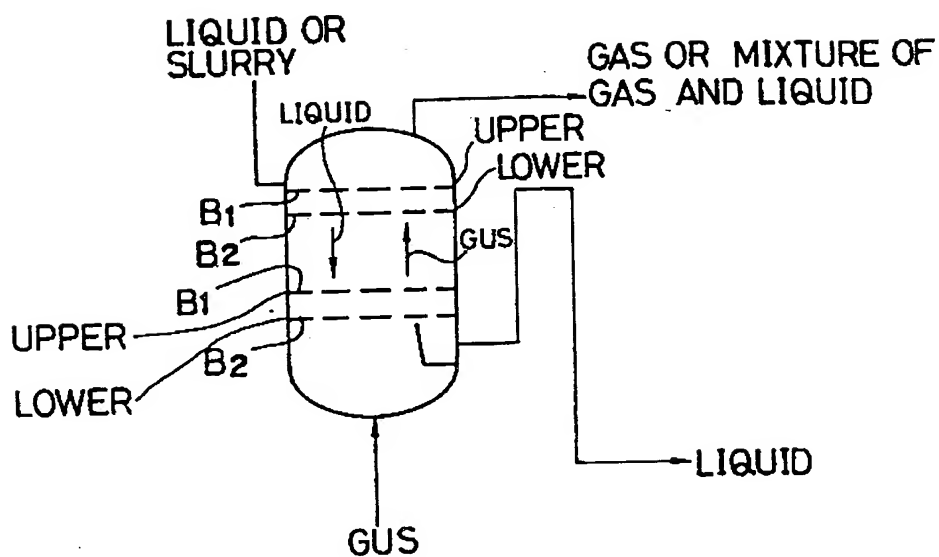 LIQUID OR
SLURRY
GAS OR MIXTURE OF
GAS AND LIQUID
LIQUID
UPPER
LOWER
B1
B2
GUS
B1
UPPER
B2
LOWER
LIQUID
GUS